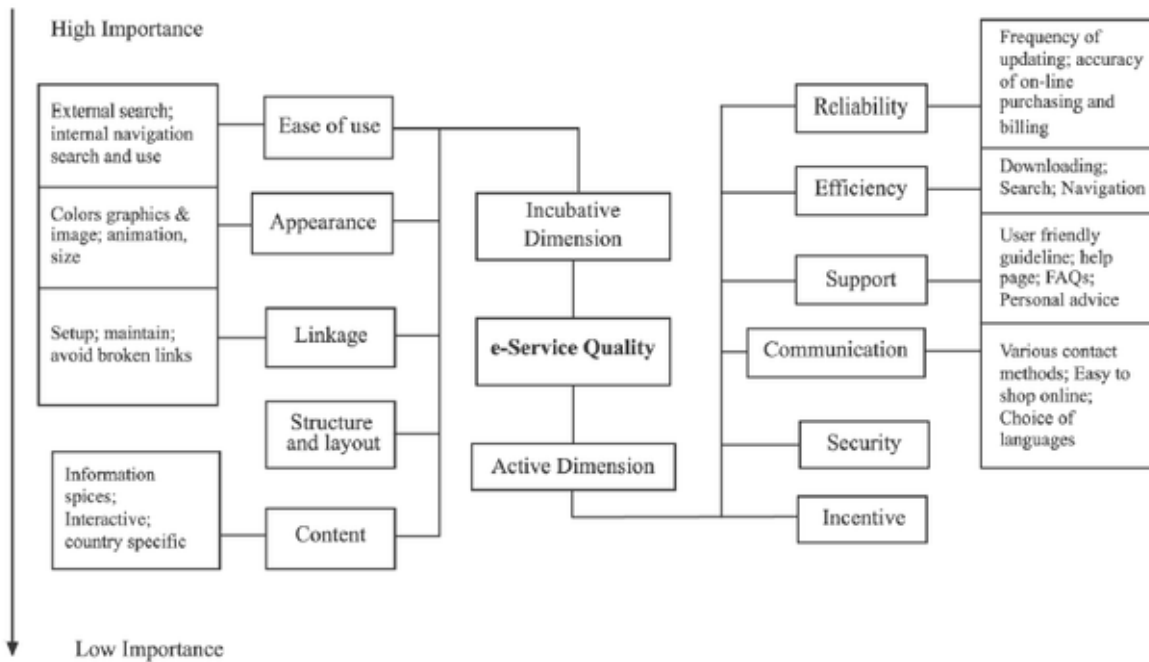 High Importance
External search;
internal navigation
search and use
Ease of use
Colors graphics &
image; animation,
size
Appearance
Setup; maintain;
avoid broken links
Linkage
Structure
and layout
Information
spices;
Interactive;
country specific
Content
Incubative
Dimension
e-Service Quality
Active Dimension
Reliability
Frequency of
updating; accuracy
of on-line
purchasing and
billing
Efficiency
Downloading;
Search; Navigation
Support
User friendly
guideline; help
page; FAQs;
Personal advice
Communication
Various contact
methods; Easy to
shop online;
Choice of
languages
Security
Incentive
Low Importance